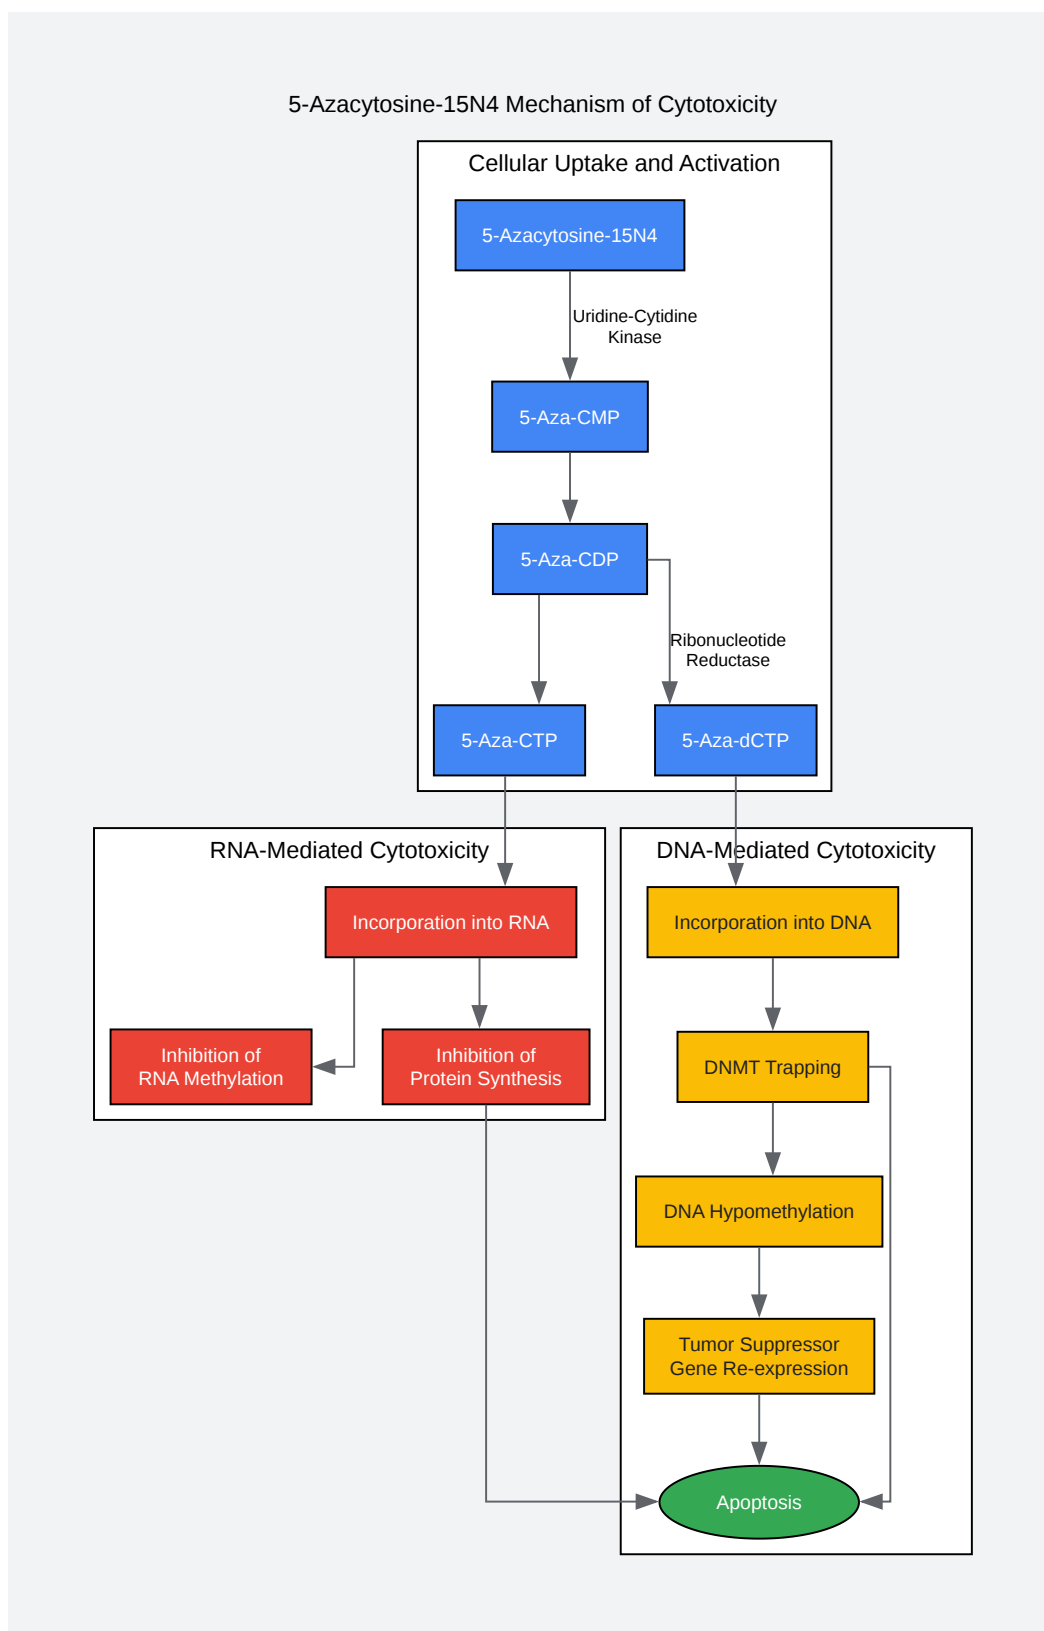 5-Azacytosine-15N4 Mechanism of Cytotoxicity
Cellular Uptake and Activation
5-Azacytosine-15N4
Uridine-Cytidine
Kinase
5-Aza-CMP
5-Aza-CDP
Ribonucleotide
Reductase
5-Aza-CTP
5-Aza-dCTP
RNA-Mediated Cytotoxicity
Incorporation into RNA
Inhibition of
RNA Methylation
Inhibition of
Protein Synthesis
DNA-Mediated Cytotoxicity
Incorporation into DNA
DNMT Trapping
DNA Hypomethylation
Tumor Suppressor
Gene Re-expression
Apoptosis